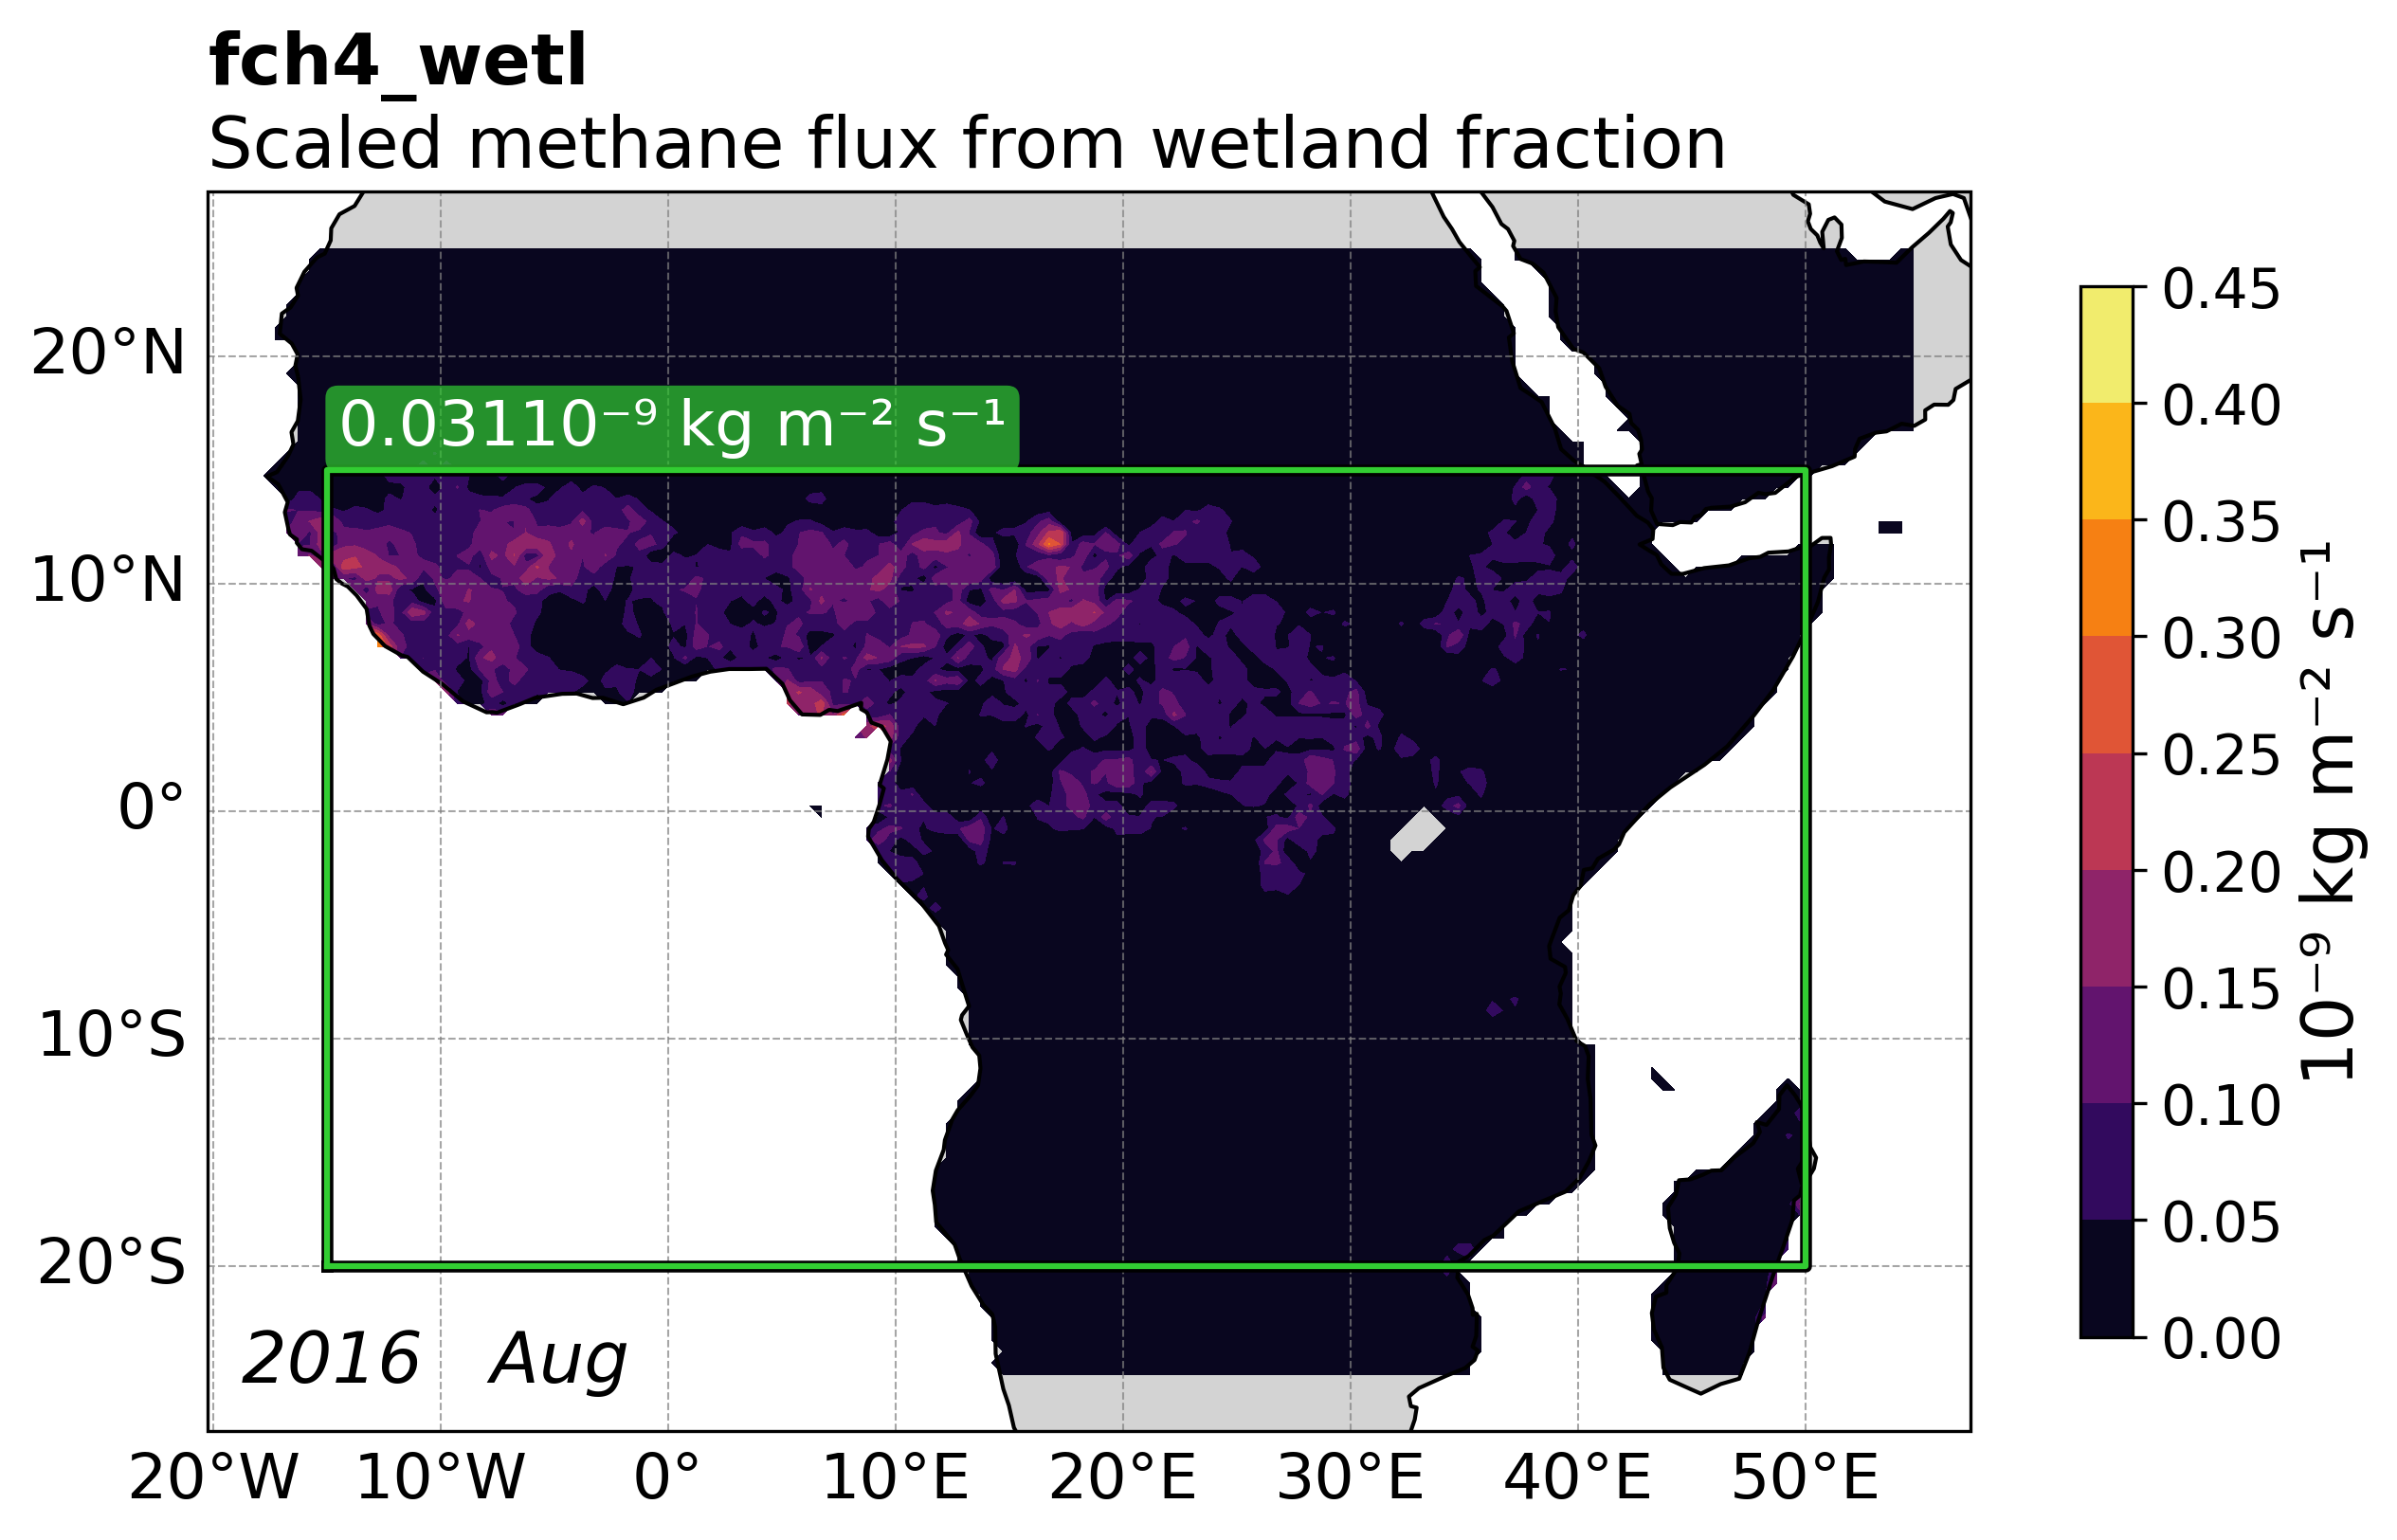 fch4_wetl
Scaled methane flux from wetland fraction
0.45
20°N
0.40
0.03110⁻⁹ kg m⁻² s⁻¹
0.35
10°N
0.30
0.25
0°
0.20
0.15
10°S
0.10
0.05
20°S
0.00
10⁻⁹ kg m⁻² s⁻¹
2016 Aug
20°W 10°W 0° 10°E 20°E 30°E 40°E 50°E